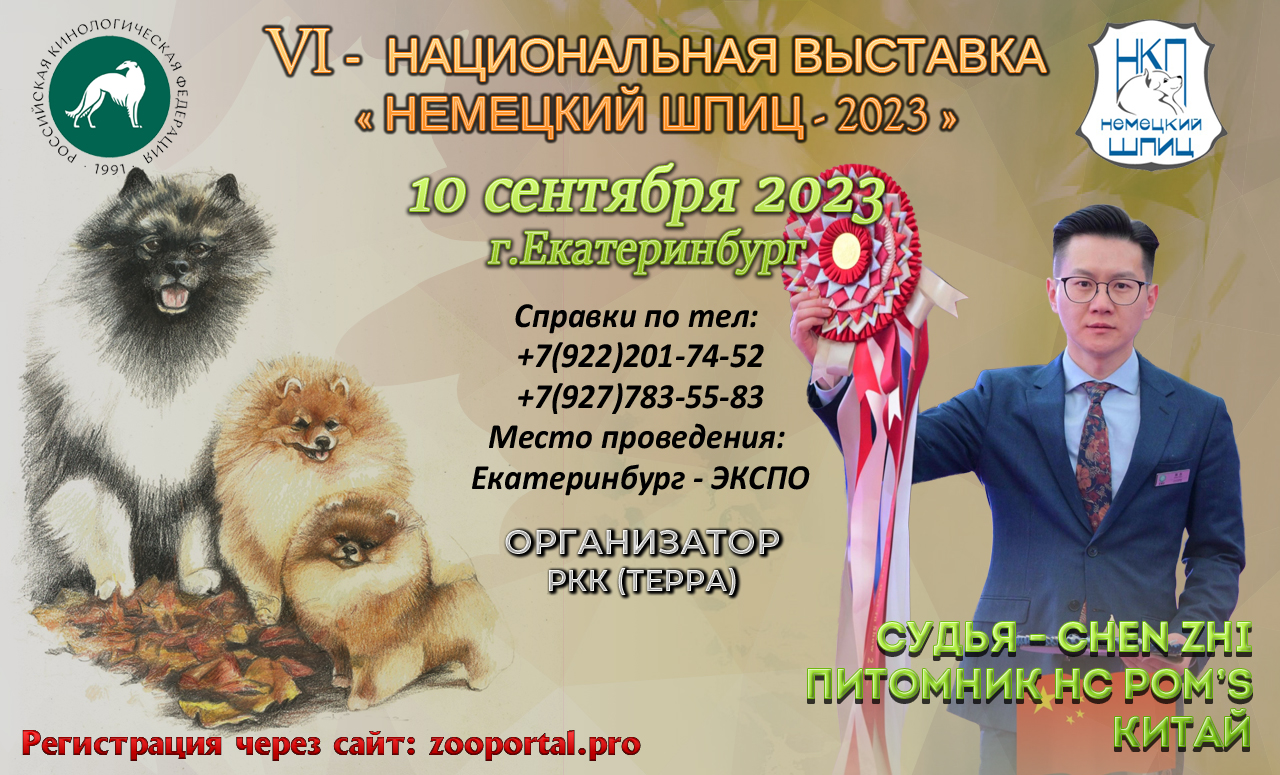 РОССИЙСКАЯ КИНОЛОГИЧЕСКАЯ ФЕДЕРАЦИЯ
· 1991 ·
VI - НАЦИОНАЛЬНАЯ ВЫСТАВКА
« НЕМЕЦКИЙ ШПИЦ - 2023 »
НКП
НЕМЕЦКИЙ
ШПИЦ
10 сентября 2023
г.Екатеринбург
Справки по тел:
+7(922)201-74-52
+7(927)783-55-83
Место проведения:
Екатеринбург - ЭКСПО
ОРГАНИЗАТОР
РКК (ТЕРРА)
СУДЬЯ - CHEN ZHI
ПИТОМНИК HC POM'S
КИТАЙ
Регистрация через сайт: zooportal.pro